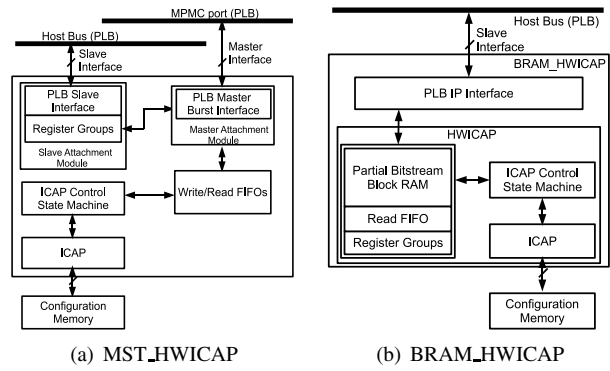 MPMC port (PLB)
Host Bus (PLB)
Slave
Interface
Master
Interface
PLB Slave
Interface
Register Groups
Slave Attachment
Module
PLB Master
Burst Interface
Master Attachment
Module
ICAP Control
State Machine
Write/Read FIFOs
ICAP
Configuration
Memory
(a) MST_HWICAP
Host Bus (PLB)
Slave
Interface
BRAM_HWICAP
PLB IP Interface
HWICAP
Partial Bitstream
Block RAM
Read FIFO
Register Groups
ICAP Control
State Machine
ICAP
Configuration
Memory
(b) BRAM_HWICAP